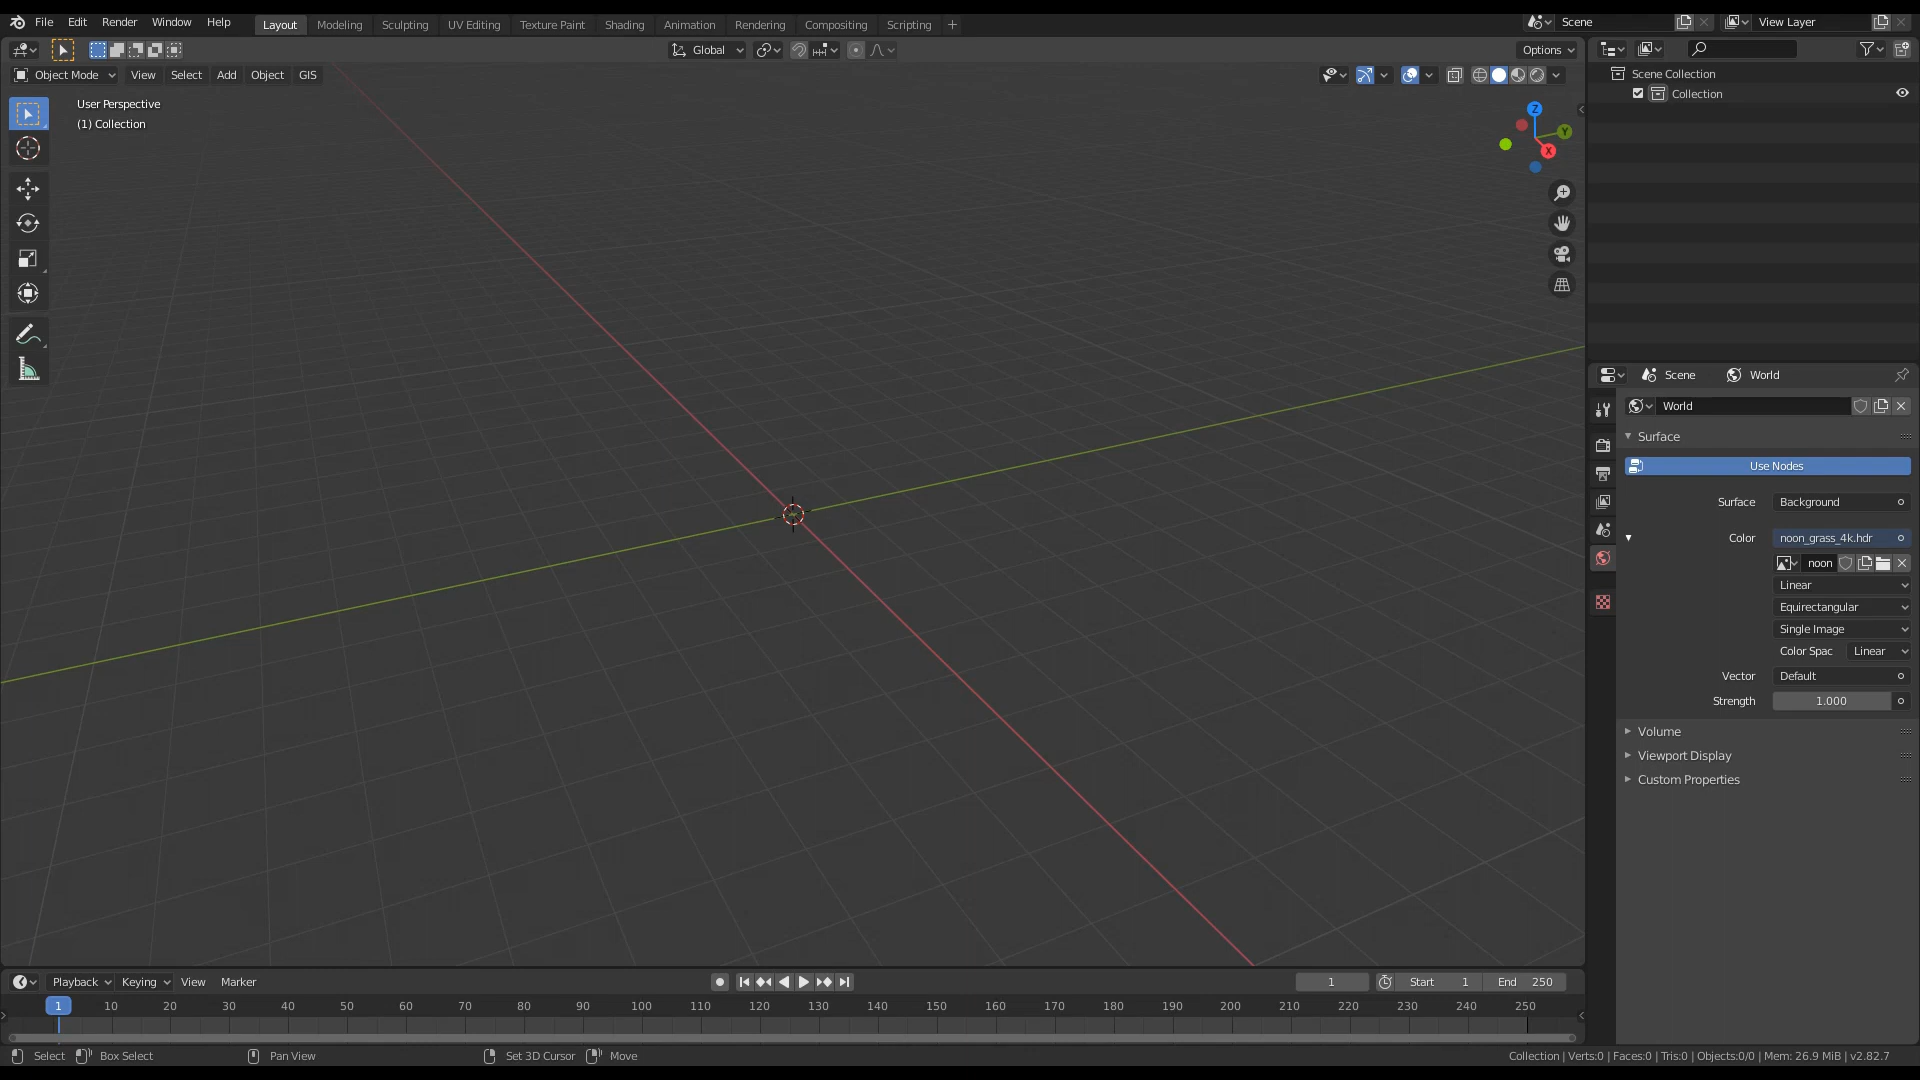 File Edit Render Window Help Layout Modeling Sculpting UV Editing Texture Paint Shading Animation Rendering Compositing Scripting + Scene View Layer
Global Options
Object Mode View Select Add Object GIS
User Perspective
(1) Collection
Z
Y
X
Scene Collection
Collection
Scene World
World
Surface
Use Nodes
Surface Background
Color noon_grass_4k.hdr
noon
Linear
Equirectangular
Single Image
Color Spac Linear
Vector Default
Strength 1.000
Volume
Viewport Display
Custom Properties
Playback Keying View Marker 1 Start 1 End 250
1 10 20 30 40 50 60 70 80 90 100 110 120 130 140 150 160 170 180 190 200 210 220 230 240 250
Select Box Select Pan View Set 3D Cursor Move Collection | Verts:0 | Faces:0 | Tris:0 | Objects:0/0 | Mem: 26.9 MiB | v2.82.7